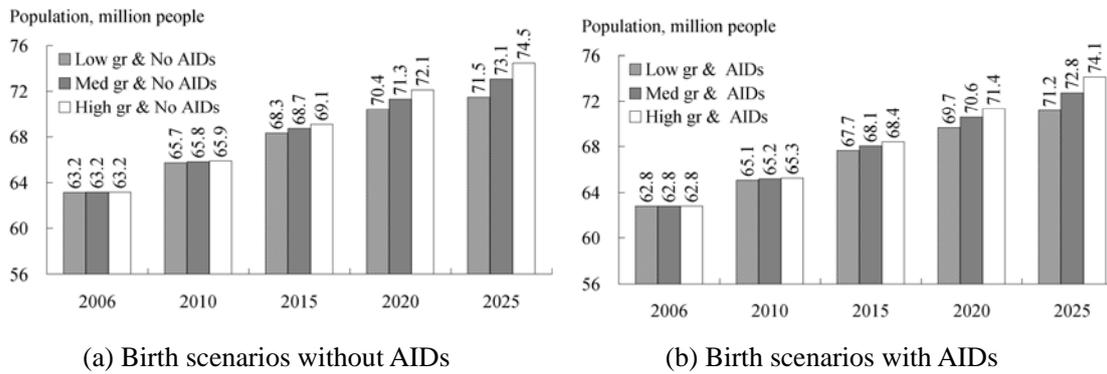 Population, million people
76
72
68
64
60
56
Low gr & No AIDs
Med gr & No AIDs
High gr & No AIDs
63.2 63.2 63.2
65.7 65.8 65.9
68.3 68.7 69.1
70.4 71.3 72.1
71.5 73.1 74.5
2006 2010 2015 2020 2025
(a) Birth scenarios without AIDs
Population, million people
76
72
68
64
60
56
Low gr & AIDs
Med gr & AIDs
High gr & AIDs
62.8 62.8 62.8
65.1 65.2 65.3
67.7 68.1 68.4
69.7 70.6 71.4
71.2 72.8 74.1
2006 2010 2015 2020 2025
(b) Birth scenarios with AIDs